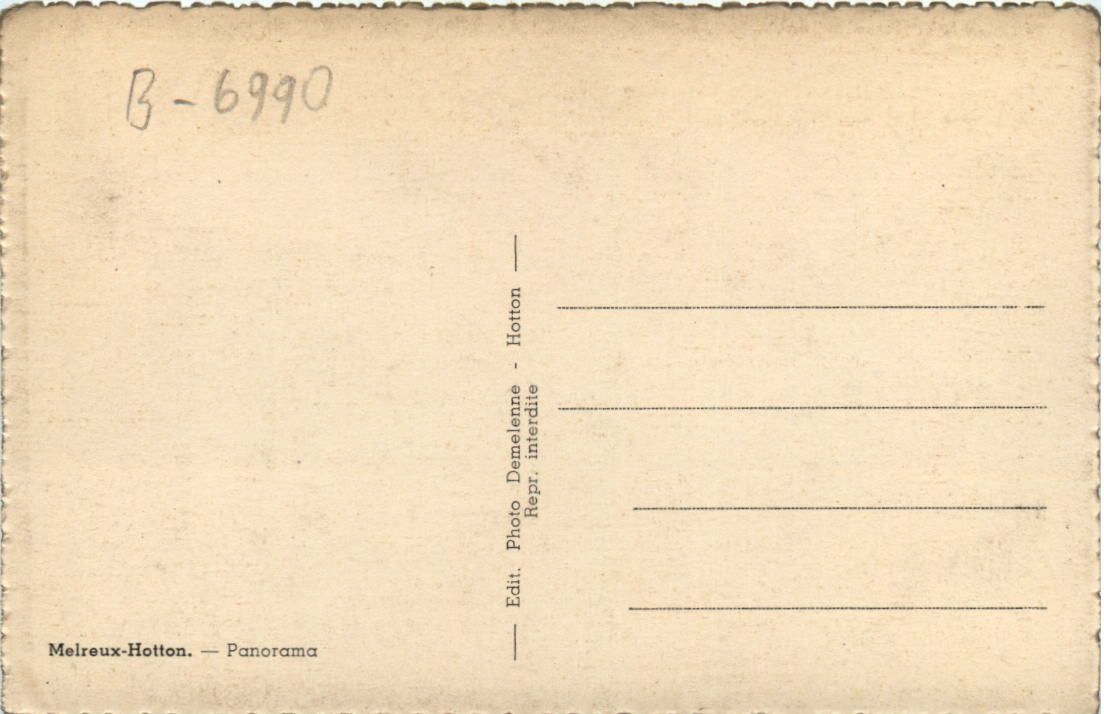 B - 6990
Edit. Photo Demelenne - Hotton
Repr. interdite
Melreux-Hotton. — Panorama